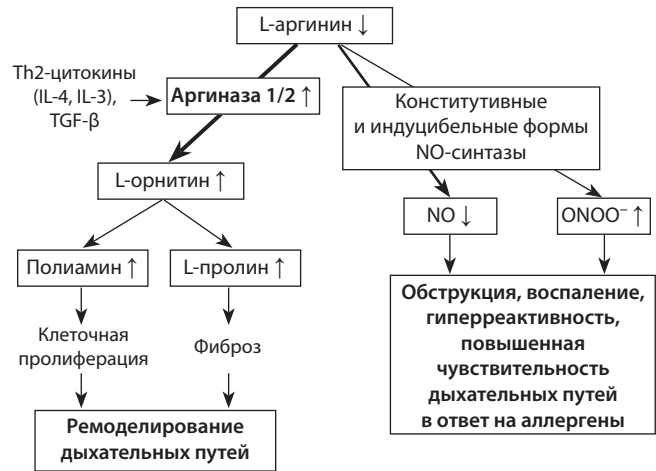 L-аргинин ↓
Th2-цитокины
(IL-4, IL-3),
TGF-β
Аргиназа 1/2 ↑
Конститутивные
и индуцибельные формы
NO-синтазы
L-орнитин ↑
NO ↓
ONOO⁻ ↑
Полиамин ↑
L-пролин ↑
Клеточная
пролиферация
Фиброз
Обструкция, воспаление,
гиперреактивность,
повышенная
чувствительность
дыхательных путей
в ответ на аллергены
Ремоделирование
дыхательных путей